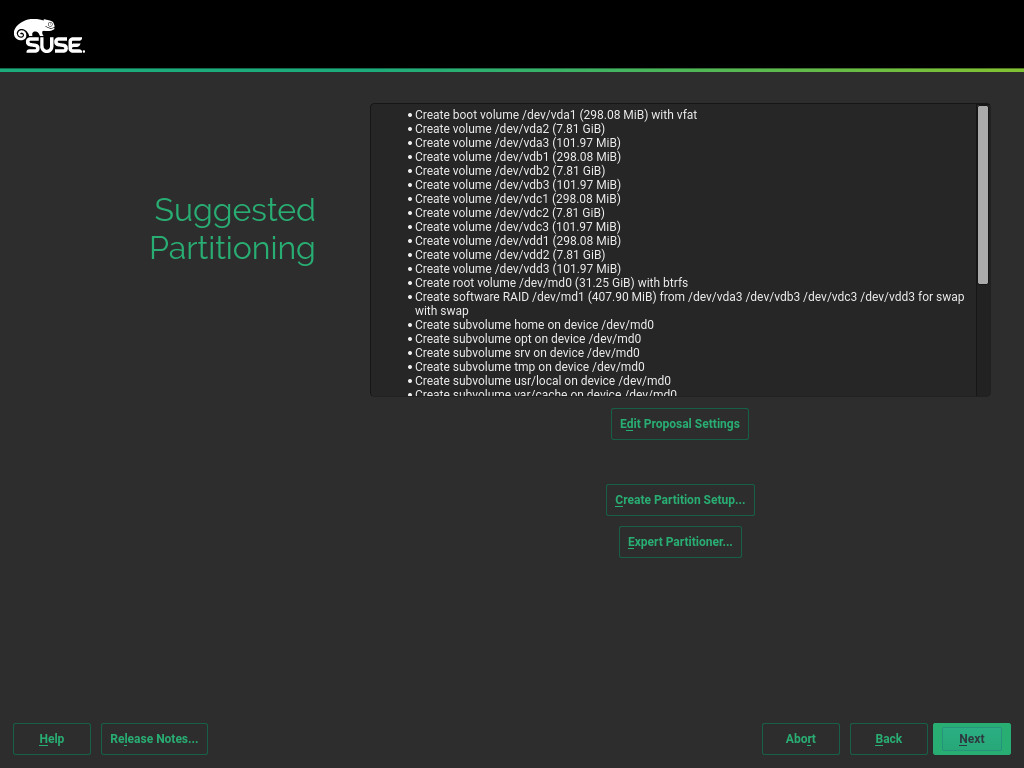 SUSE.
Suggested
Partitioning
• Create boot volume /dev/vda1 (298.08 MiB) with vfat
• Create volume /dev/vda2 (7.81 GiB)
• Create volume /dev/vda3 (101.97 MiB)
• Create volume /dev/vdb1 (298.08 MiB)
• Create volume /dev/vdb2 (7.81 GiB)
• Create volume /dev/vdb3 (101.97 MiB)
• Create volume /dev/vdc1 (298.08 MiB)
• Create volume /dev/vdc2 (7.81 GiB)
• Create volume /dev/vdc3 (101.97 MiB)
• Create volume /dev/vdd1 (298.08 MiB)
• Create volume /dev/vdd2 (7.81 GiB)
• Create volume /dev/vdd3 (101.97 MiB)
• Create root volume /dev/md0 (31.25 GiB) with btrfs
• Create software RAID /dev/md1 (407.90 MiB) from /dev/vda3 /dev/vdb3 /dev/vdc3 /dev/vdd3 for swap
with swap
• Create subvolume home on device /dev/md0
• Create subvolume opt on device /dev/md0
• Create subvolume srv on device /dev/md0
• Create subvolume tmp on device /dev/md0
• Create subvolume usr/local on device /dev/md0
• Create subvolume var/cache on device /dev/md0
Edit Proposal Settings
Create Partition Setup...
Expert Partitioner...
Help
Release Notes...
Abort
Back
Next